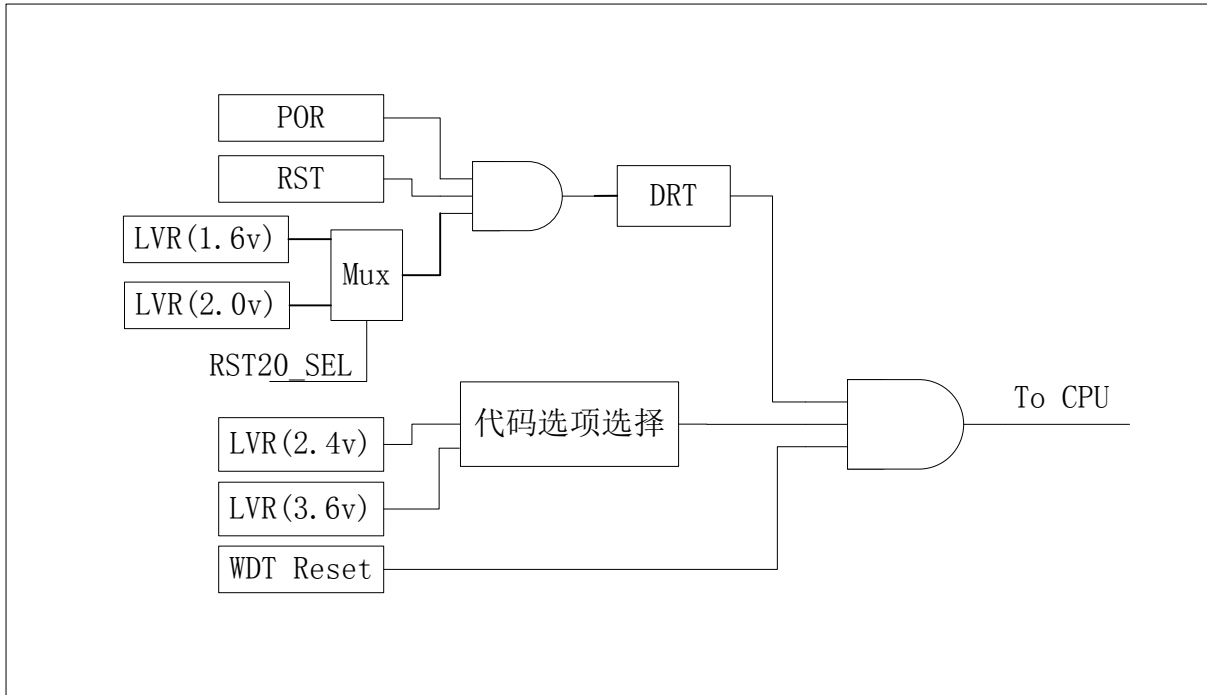 POR
RST
DRT
LVR(1.6v)
Mux
LVR(2.0v)
RST20_SEL
To CPU
代码选项选择
LVR(2.4v)
LVR(3.6v)
WDT Reset